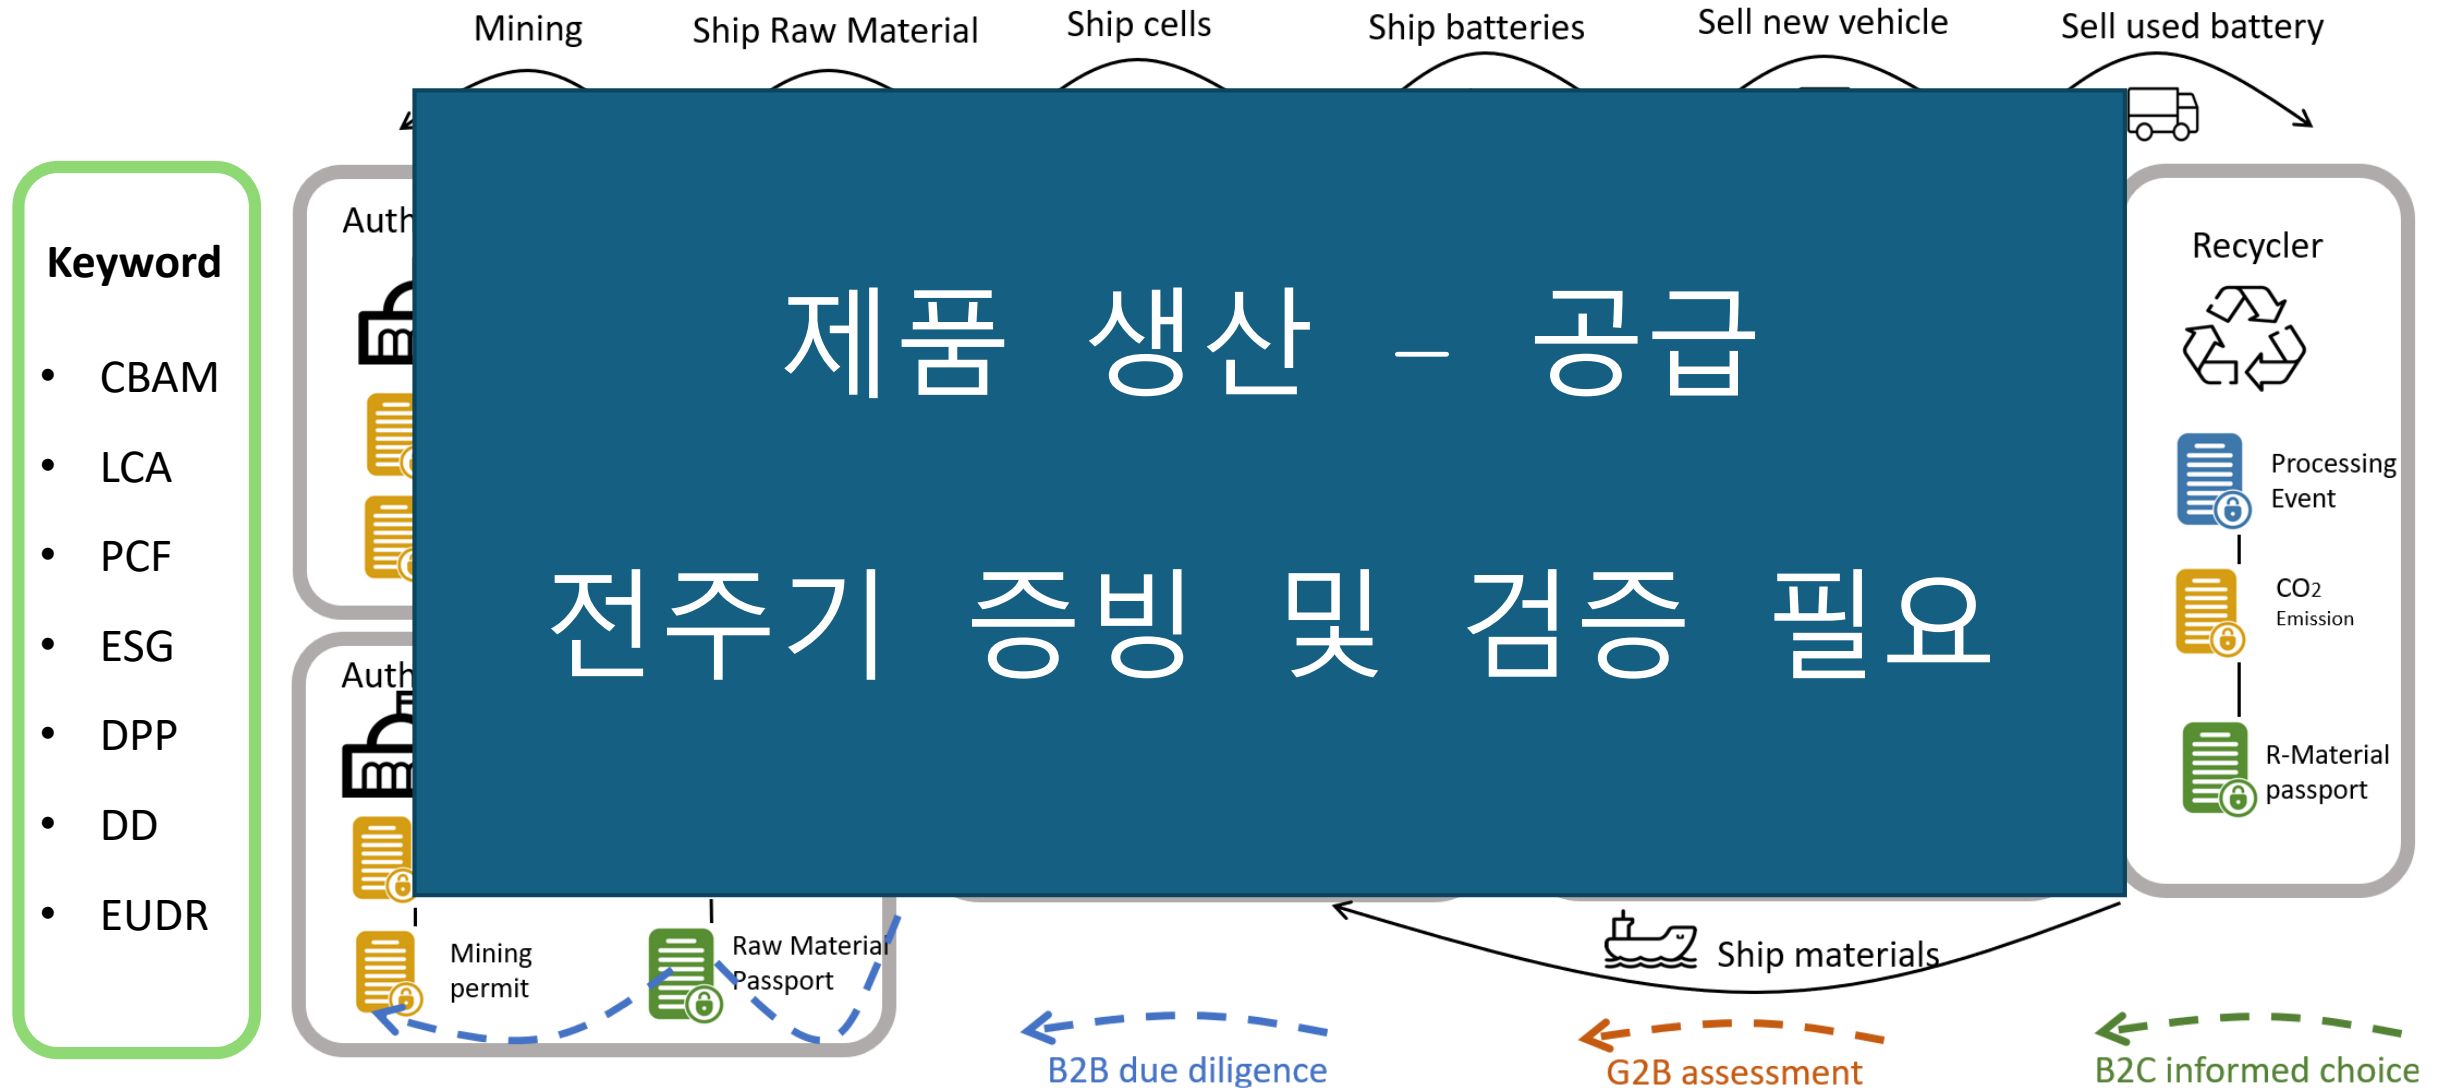 Mining
Ship Raw Material
Ship cells
Ship batteries
Sell new vehicle
Sell used battery
Keyword
• CBAM
• LCA
• PCF
• ESG
• DPP
• DD
• EUDR
제품 생산 – 공급
전주기 증빙 및 검증 필요
Recycler
Processing
Event
CO2
Emission
R-Material
passport
Mining
permit
Raw Material
Passport
Ship materials
B2B due diligence
G2B assessment
B2C informed choice